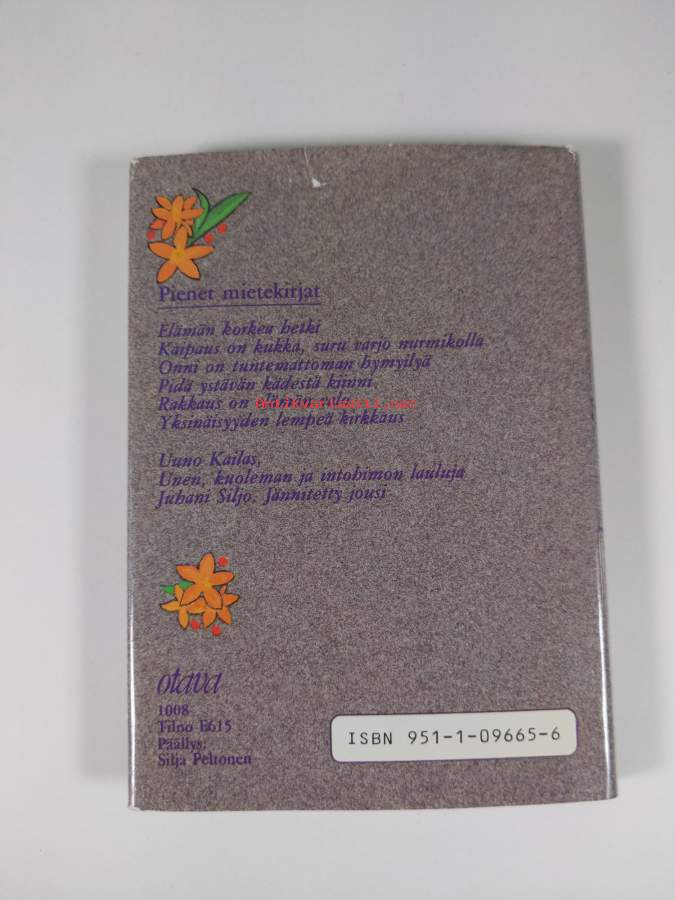 Pienet mietekirjat
Elämän korkea hetki
Kaipaus on kukka, suru varjo nurmikolla
Onni on tuntemattoman hymyilyä
Pidä ystävän kädestä kiinni
Rakkaus on
Yksinäisyyden lempeä kirkkaus
Uuno Kailas,
Unen, kuoleman ja intohimon lauluja
Juhani Siljo, Jännitetty jousi
otava
1008
Tilno E615
Päällys:
Silja Peltonen
ISBN 951-1-09665-6